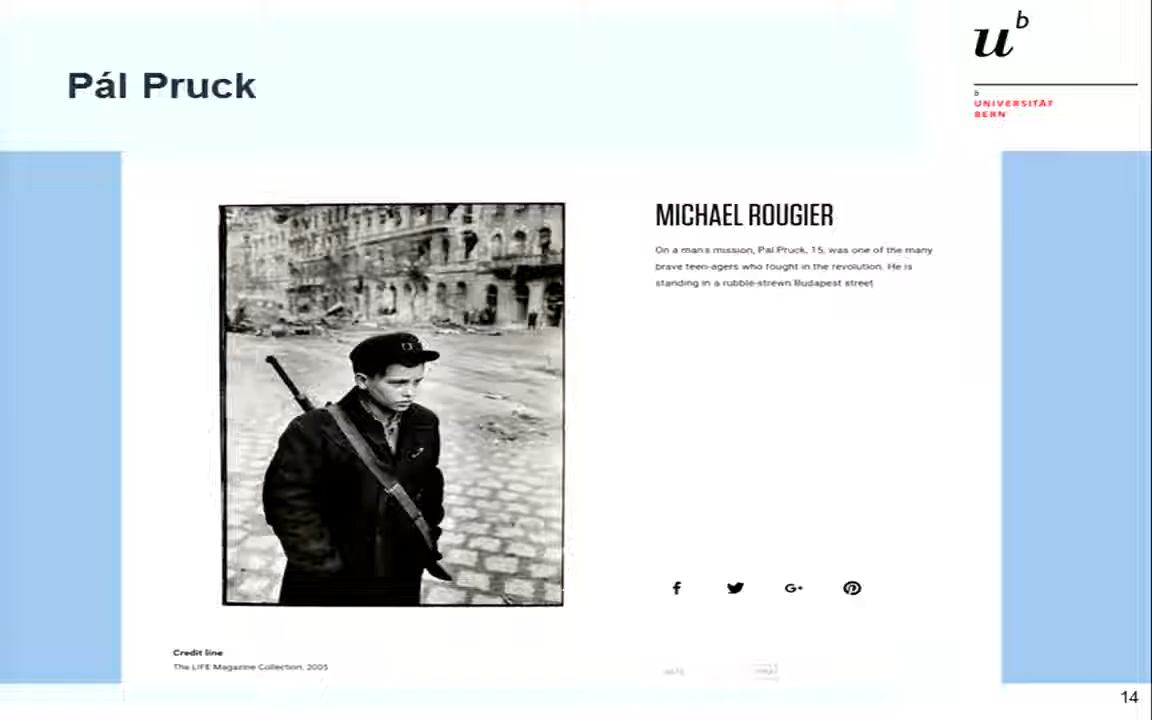 Pál Pruck
u b
b
UNIVERSITÄT
BERN
MICHAEL ROUGIER
On a man's mission, Pal Pruck, 15, was one of the many
brave teen-agers who fought in the revolution. He is
standing in a rubble-strewn Budapest street
Credit line
The LIFE Magazine Collection, 2005
14